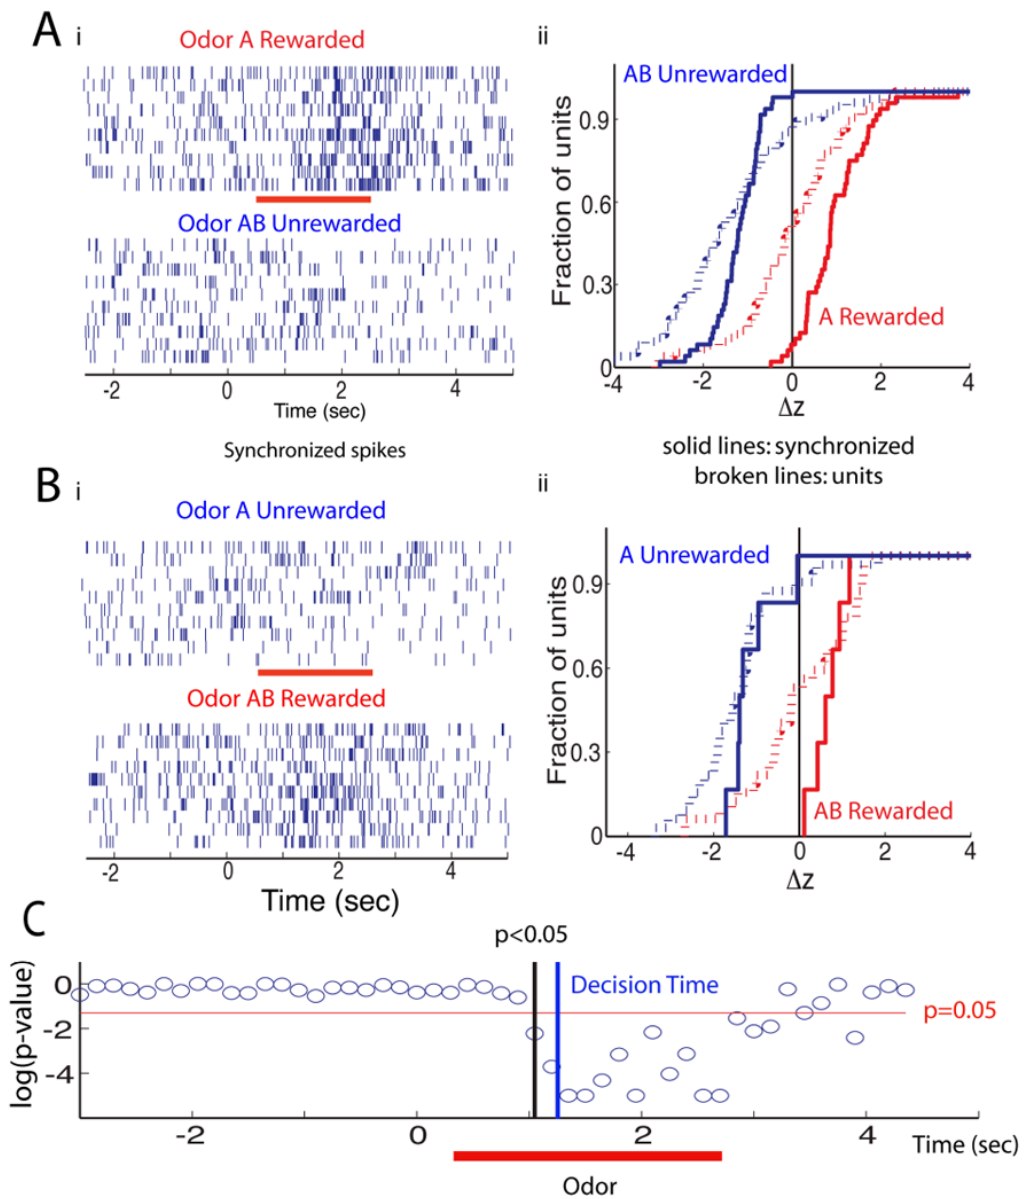 A i
Odor A Rewarded
Odor AB Unrewarded
-2 0 2 4
Time (sec)
ii
AB Unrewarded
A Rewarded
Fraction of units
0.9
0.6
0.3
0
-4 -2 0 2 4
Δz
Synchronized spikes
solid lines: synchronized
broken lines: units
B i
Odor A Unrewarded
Odor AB Rewarded
-2 0 2 4
Time (sec)
ii
A Unrewarded
AB Rewarded
Fraction of units
0.9
0.6
0.3
0
-4 -2 0 2 4
Δz
C
p<0.05
Decision Time
p=0.05
log(p-value)
0
-2
-4
-2 0 2 4
Time (sec)
Odor